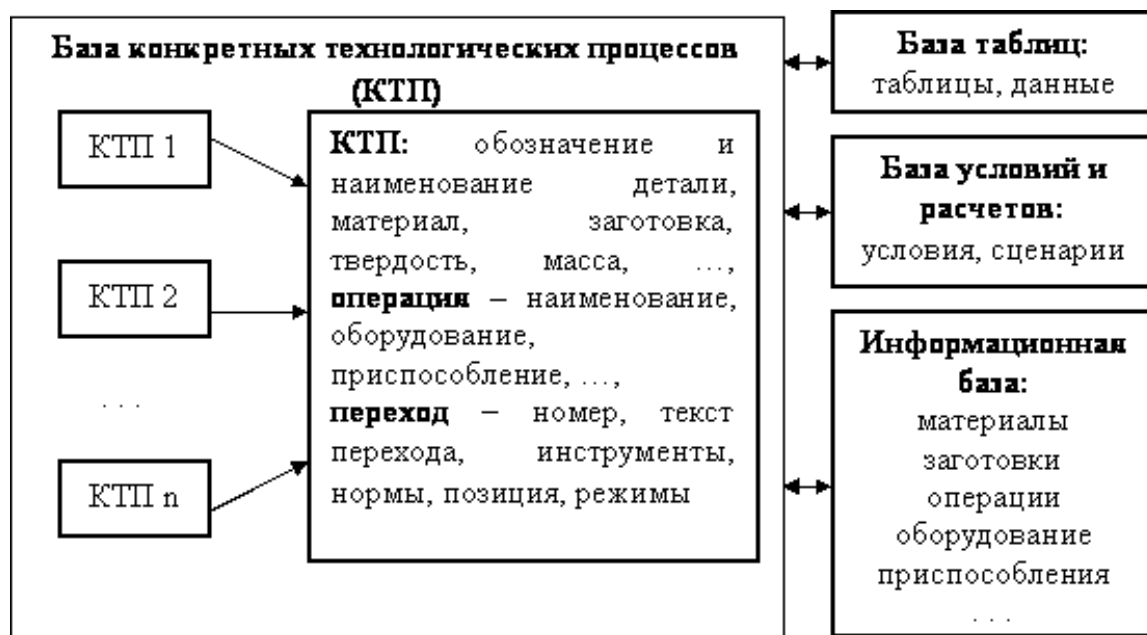 База конкретных технологических процессов
(КТП)
КТП 1
КТП 2
. . .
КТП n
КТП: обозначение и
наименование детали,
материал, заготовка,
твердость, масса, …,
операция – наименование,
оборудование,
приспособление, …,
переход – номер, текст
перехода, инструменты,
нормы, позиция, режимы
База таблиц:
таблицы, данные
База условий и
расчетов:
условия, сценарии
Информационная
база:
материалы
заготовки
операции
оборудование
приспособления
. . .